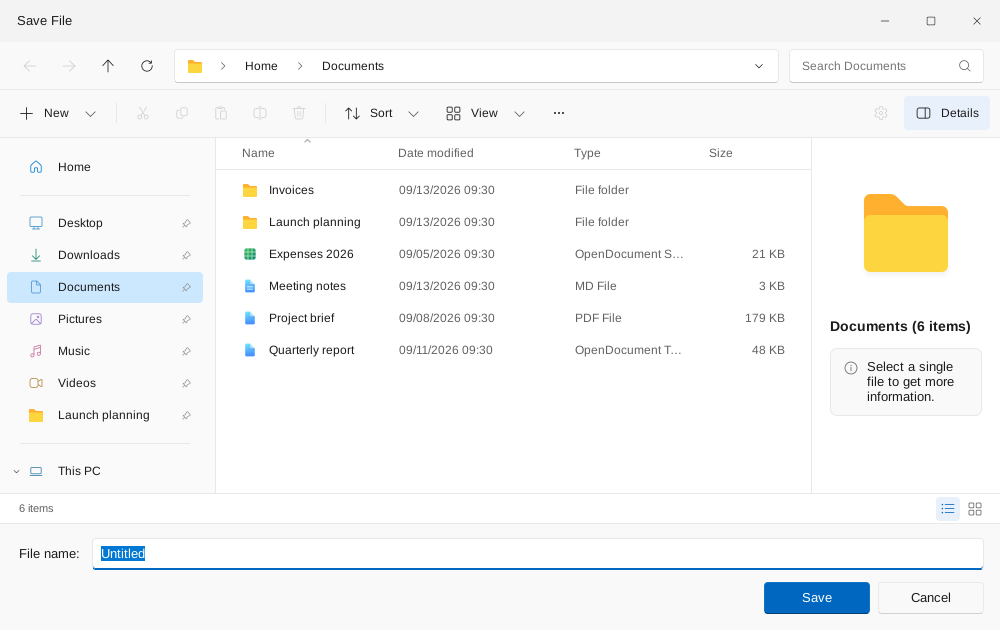 Save File
Home Documents
Search Documents
New Sort View Details
Home
Desktop
Downloads
Documents
Pictures
Music
Videos
Launch planning
This PC
Name Date modified Type Size
Invoices 09/13/2026 09:30 File folder
Launch planning 09/13/2026 09:30 File folder
Expenses 2026 09/05/2026 09:30 OpenDocument S... 21 KB
Meeting notes 09/13/2026 09:30 MD File 3 KB
Project brief 09/08/2026 09:30 PDF File 179 KB
Quarterly report 09/11/2026 09:30 OpenDocument T... 48 KB
Documents (6 items)
Select a single
file to get more
information.
6 items
File name: Untitled
Save Cancel